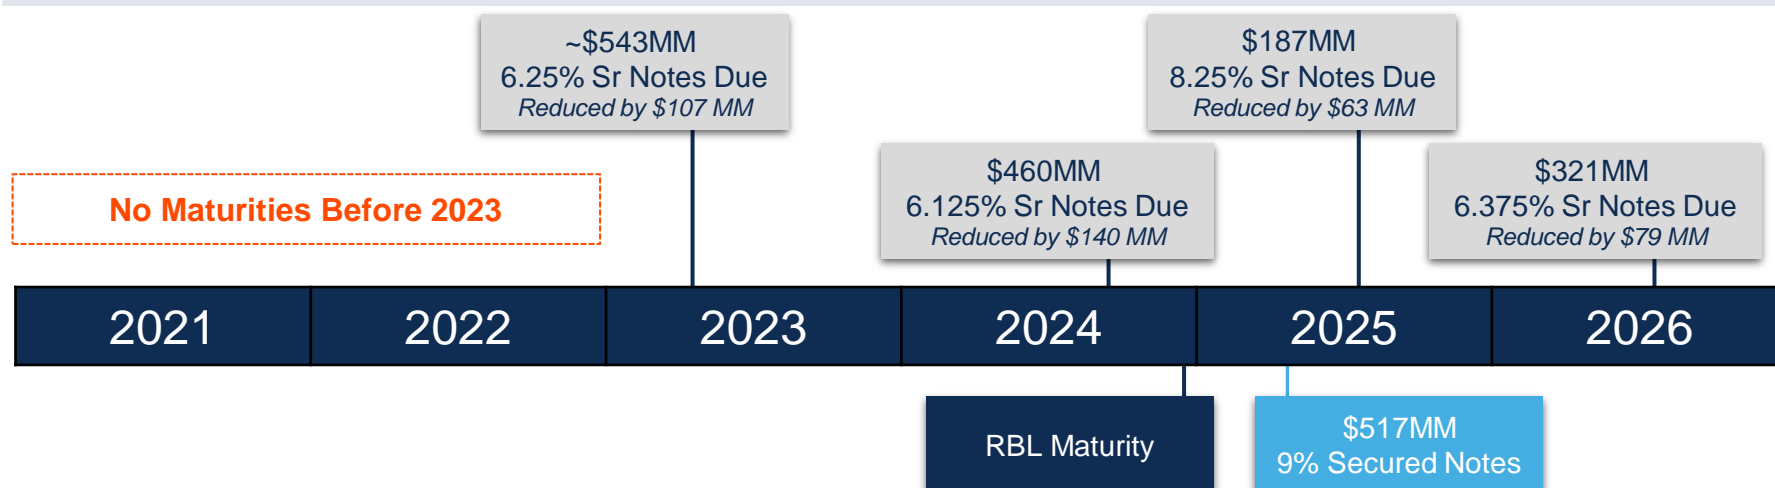 ~$543MM
6.25% Sr Notes Due
Reduced by $107 MM
$187MM
8.25% Sr Notes Due
Reduced by $63 MM
$460MM
6.125% Sr Notes Due
Reduced by $140 MM
$321MM
6.375% Sr Notes Due
Reduced by $79 MM
No Maturities Before 2023
2021 2022 2023 2024 2025 2026
RBL Maturity
$517MM
9% Secured Notes